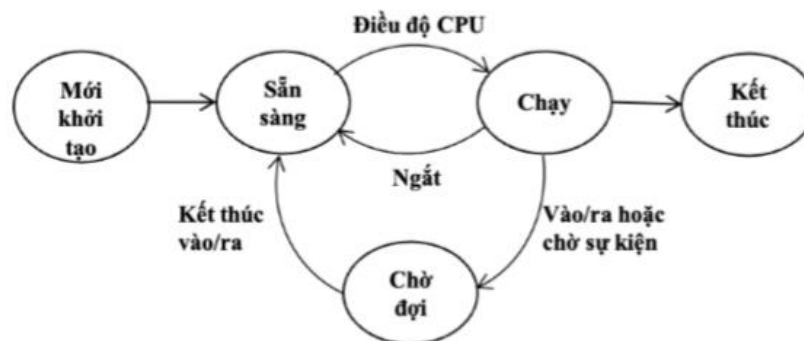 Điều độ CPU
Mới
khởi
tạo
Sẵn
sàng
Chạy
Kết
thúc
Ngắt
Kết thúc
vào/ra
Vào/ra hoặc
chờ sự kiện
Chờ
đợi